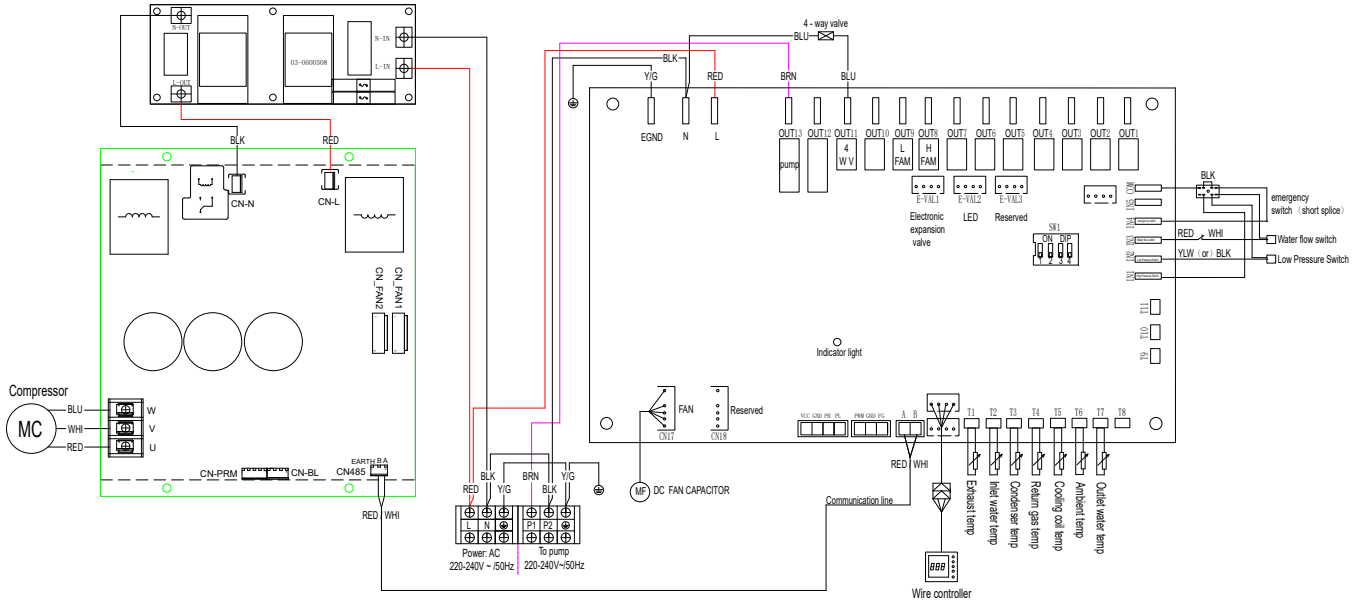 N-OUT
N-IN
03-0600508
L-IN
L-OUT
BLK
RED
CN-N
CN-L
CN_FAN2
CN_FAN1
Compressor
MC
BLU
WHI
RED
W
V
U
CN-PRM
CN-BL
EARTH B A
CN485
RED
WHI
4 - way valve
BLU
BLK
Y/G
RED
BRN
BLU
EGND
N
L
OUT13
OUT12
OUT11
OUT10
OUT9
OUT8
OUT7
OUT6
OUT5
OUT4
OUT3
OUT2
OUT1
pump
4
W V
L
FAM
H
FAM
E-VAL1
E-VAL2
E-VAL3
Electronic
expansion
valve
LED
Reserved
SW1
ON DIP
1 2 3 4
COM
IN5
IN4
IN3
IN2
IN1
BLK
emergency
switch（short splice）
RED
WHI
Water flow switch
YLW（or）BLK
Low Pressure Switch
T11
T10
T9
Indicator light
FAN
CN17
Reserved
CN18
VCC GND PH PL
PWM GND FG
A B
T1
T2
T3
T4
T5
T6
T7
T8
RED
WHI
Exhaust temp
Inlet water temp
Condenser temp
Return gas temp
Cooling coil temp
Ambient temp
Outlet water temp
MF
DC FAN CAPACITOR
Communication line
Wire controller
RED
BLK
Y/G
BRN
BLK
Y/G
L
N
P1
P2
Power: AC
220-240V ~ /50Hz
To pump
220-240V~/50Hz